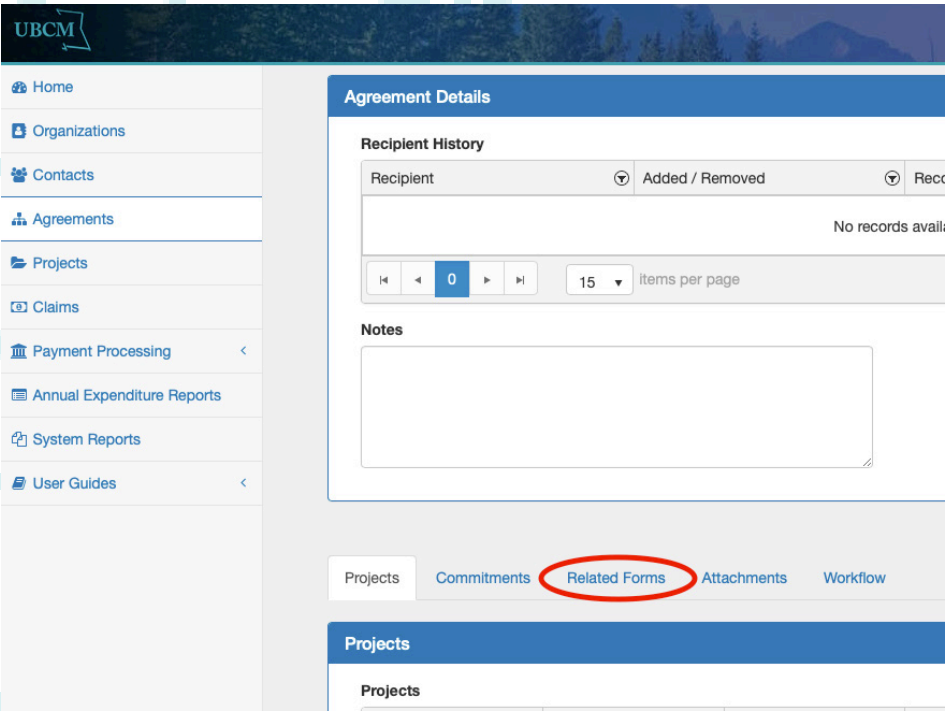 UBCM
Home
Organizations
Contacts
Agreements
Projects
Claims
Payment Processing
Annual Expenditure Reports
System Reports
User Guides
Agreement Details
Recipient History
Recipient Added / Removed
No records
0 15 items per page
Notes
Projects Commitments Related Forms Attachments Workflow
Projects
Projects